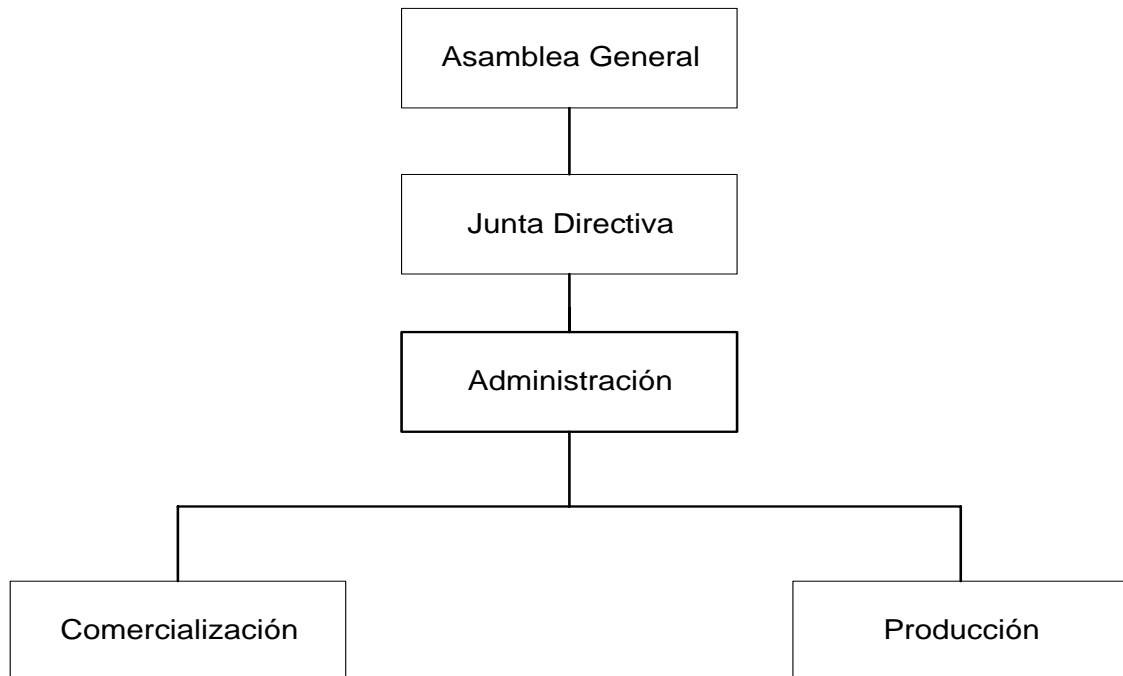 Asamblea General
Junta Directiva
Administración
Comercialización
Producción